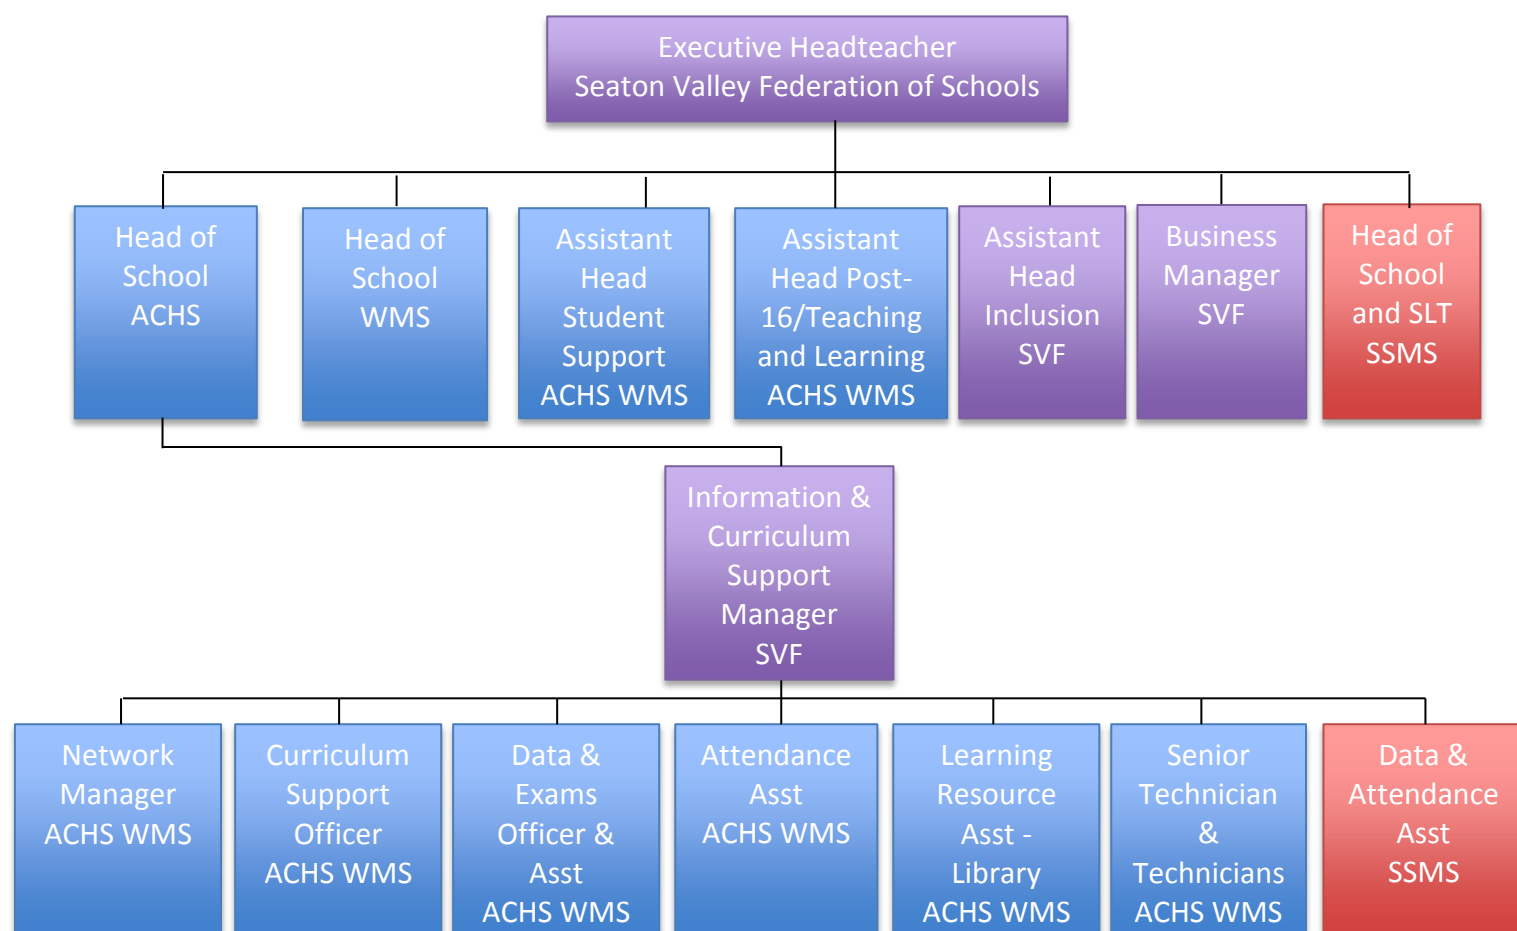 Executive Headteacher
Seaton Valley Federation of Schools
Head of
School
ACHS
Head of
School
WMS
Assistant
Head
Student
Support
ACHS WMS
Assistant
Head Post-
16/Teaching
and Learning
ACHS WMS
Assistant
Head
Inclusion
SVF
Business
Manager
SVF
Head of
School
and SLT
SSMS
Information &
Curriculum
Support
Manager
SVF
Network
Manager
ACHS WMS
Curriculum
Support
Officer
ACHS WMS
Data &
Exams
Officer &
Asst
ACHS WMS
Attendance
Asst
ACHS WMS
Learning
Resource
Asst -
Library
ACHS WMS
Senior
Technician
&
Technicians
ACHS WMS
Data &
Attendance
Asst
SSMS